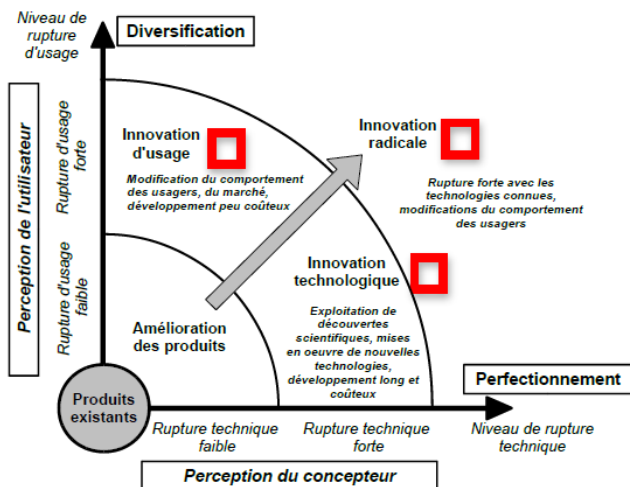 Niveau de
rupture
d'usage
Diversification
Perception de l'utilisateur
Rupture d'usage
forte
Rupture d'usage
faible
Innovation
d'usage
Modification du comportement
des usagers, du marché,
développement peu coûteux
Innovation
radicale
Rupture forte avec les
technologies connues,
modifications du comportement
des usagers
Innovation
technologique
Exploitation de
découvertes
scientifiques, mises
en oeuvre de nouvelles
technologies,
développement long et
coûteux
Amélioration
des produits
Produits
existants
Perfectionnement
Rupture technique
faible
Rupture technique
forte
Niveau de rupture
technique
Perception du concepteur